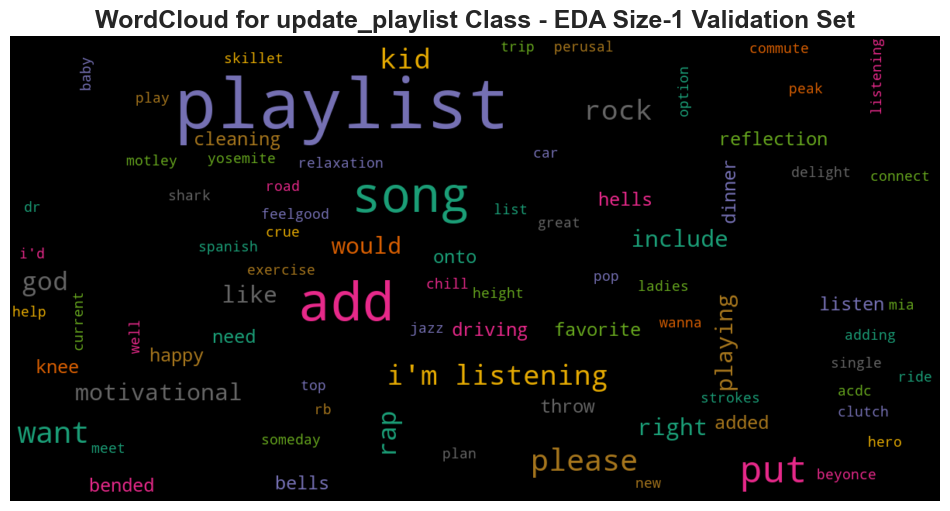 WordCloud for update_playlist Class - EDA Size-1 Validation Set
trip perusal
commute
skillet
kid
baby
option
listening
playlist
play
peak
rock
cleaning
reflection
motley yosemite relaxation
car
delight connect
shark
road
dinner
dr
feelgood
song
list
hells
great
crue
i'd
spanish
would
onto
include
god
exercise
like
chill
height
pop
ladies
help
current
add
playing
listen mia
well
need
jazz driving favorite wanna
adding
happy
knee
i'm listening
single
ride
motivational
top
strokes
acdc
rb
rap
throw
right added
clutch
want
meet
someday
plan
please
hero
bended
bells
new
put beyonce